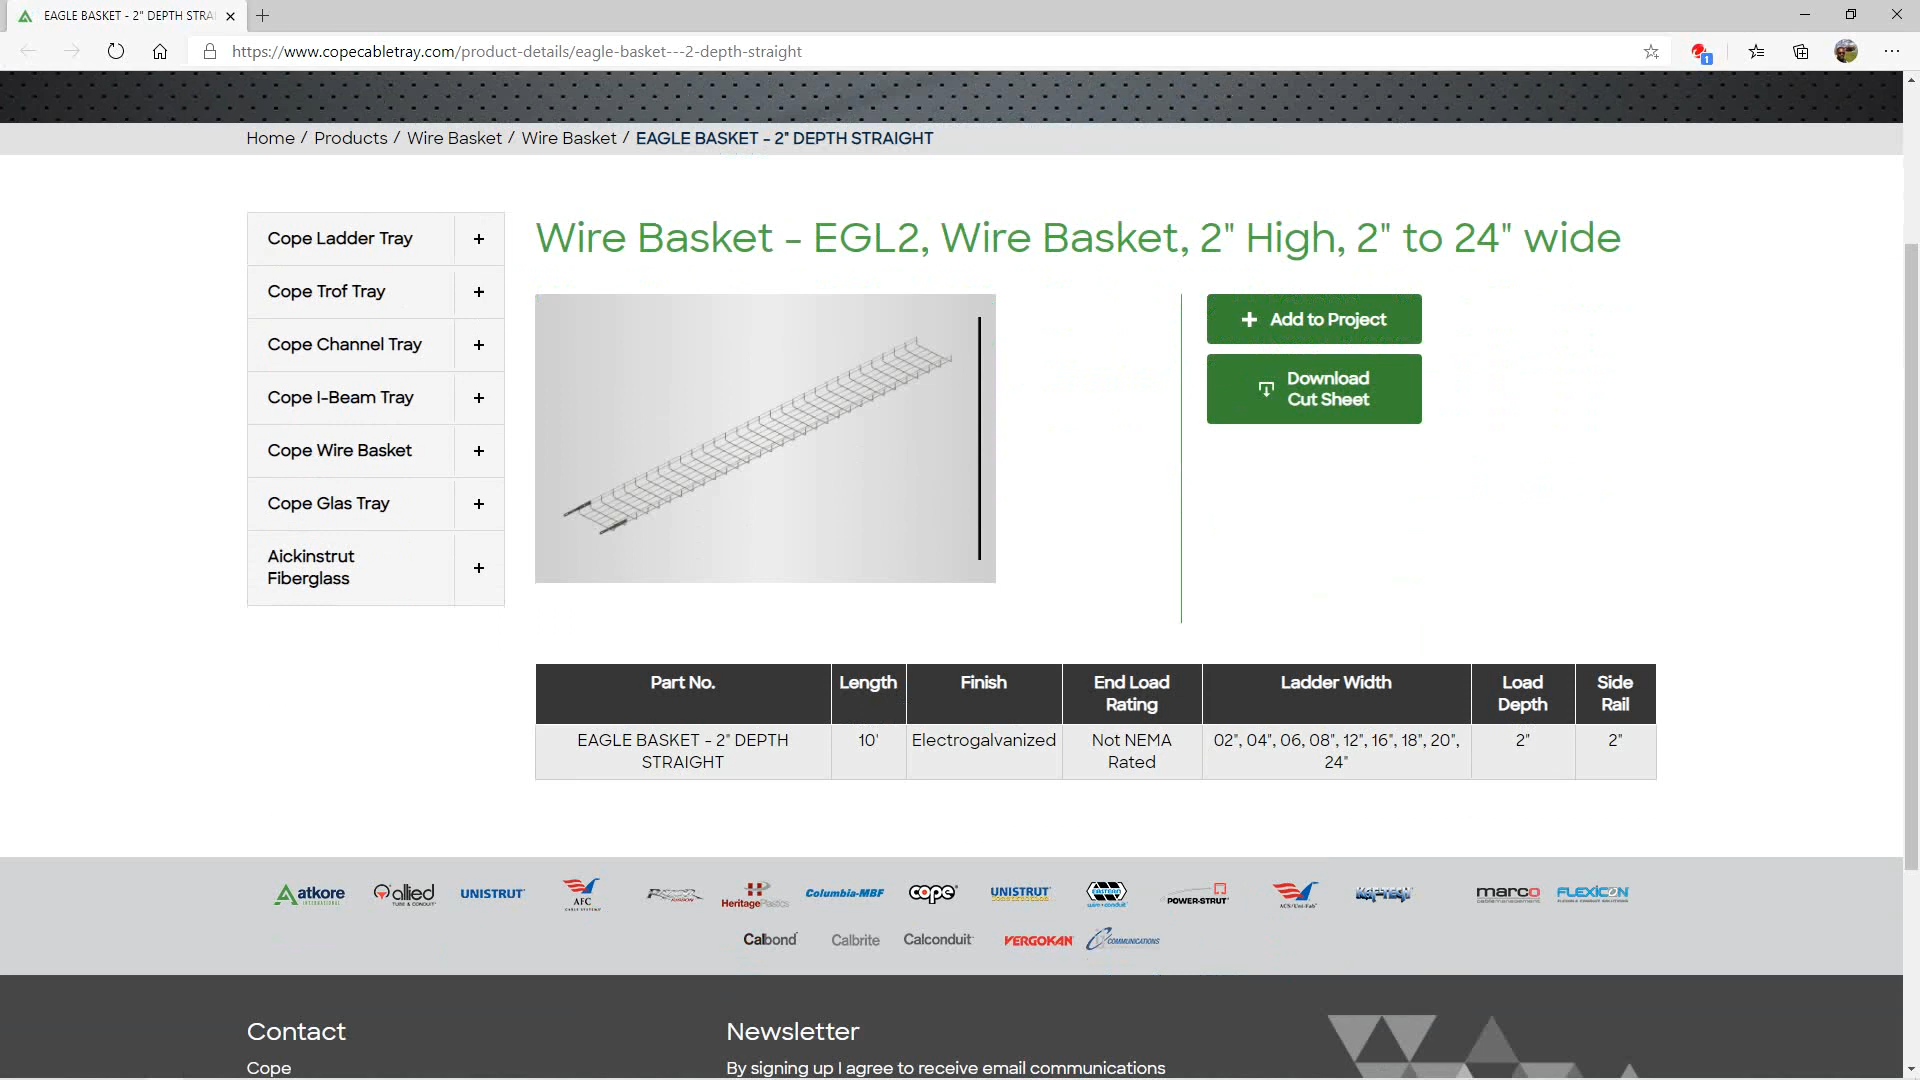 EAGLE BASKET - 2" DEPTH STRAI
https://www.copecabletray.com/product-details/eagle-basket---2-depth-straight
1
Home / Products / Wire Basket / Wire Basket / EAGLE BASKET - 2" DEPTH STRAIGHT
Wire Basket - EGL2, Wire Basket, 2" High, 2" to 24" wide
Cope Ladder Tray +
Cope Trof Tray +
Cope Channel Tray +
Cope I-Beam Tray +
Cope Wire Basket +
Cope Glas Tray +
Aickinstrut
Fiberglass +
+ Add to Project
Download
Cut Sheet
Part No. Length Finish End Load Ladder Width Load Side
Rating Depth Rail
EAGLE BASKET - 2" DEPTH 10' Electrogalvanized Not NEMA 02", 04", 06, 08", 12", 16", 18", 20", 2" 2"
STRAIGHT Rated 24"
atkore allied UNISTRUT AFC HeritagePlastics Columbia-MBF cope UNISTRUT POWER-STRUT AFC/Uni-Fab marco FLEXICON
INTERNATIONAL TUBE & CONDUIT CABLE SYSTEMS Construction wire + conduit cablemanagement
Calbond Calbrite Calconduit VERGOKAN COMMUNICATIONS
Contact Newsletter
Cope By signing up I agree to receive email communications